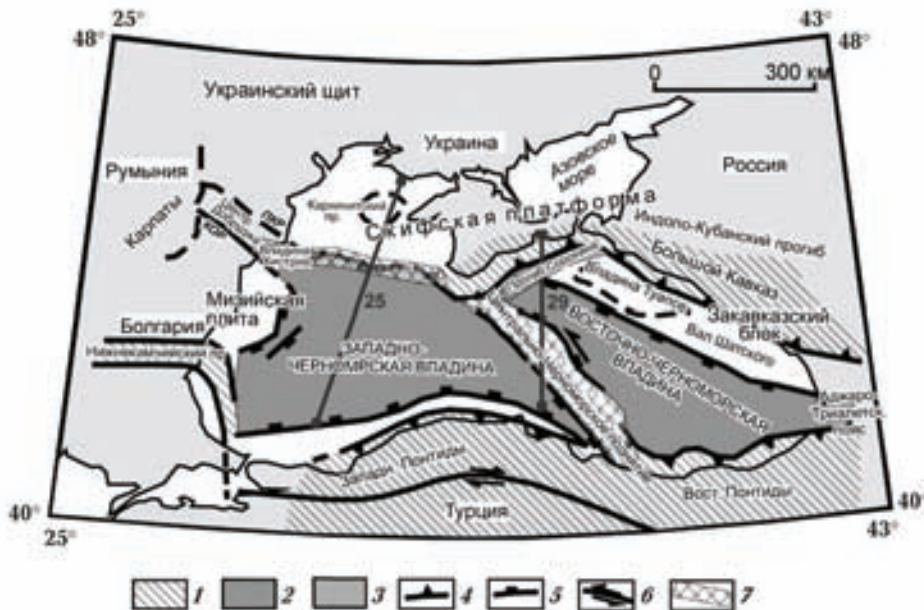 25°
43°
48°
48°
0 300 км
Украинский щит
Украина
Азовское море
Россия
Румыния
Карпаты
Каркинитский пр.
Скифская платформа
Индоло-Кубанский прогиб
Большой Кавказ
Впадина Туапсе
Закавказский блок
Вал Шатского
Мизийская плита
25
29
Болгария
ЗАПАДНО-
ЧЕРНОМРСКАЯ ВПАДИНА
ВОСТОЧНО-ЧЕРНОМОРСКАЯ
ВПАДИНА
Аджаро-
Триалетск.
пояс
Западн. Понтиды
Вост. Понтиды
Турция
40°
40
25°
43°
1 2 3 4 5 6 7